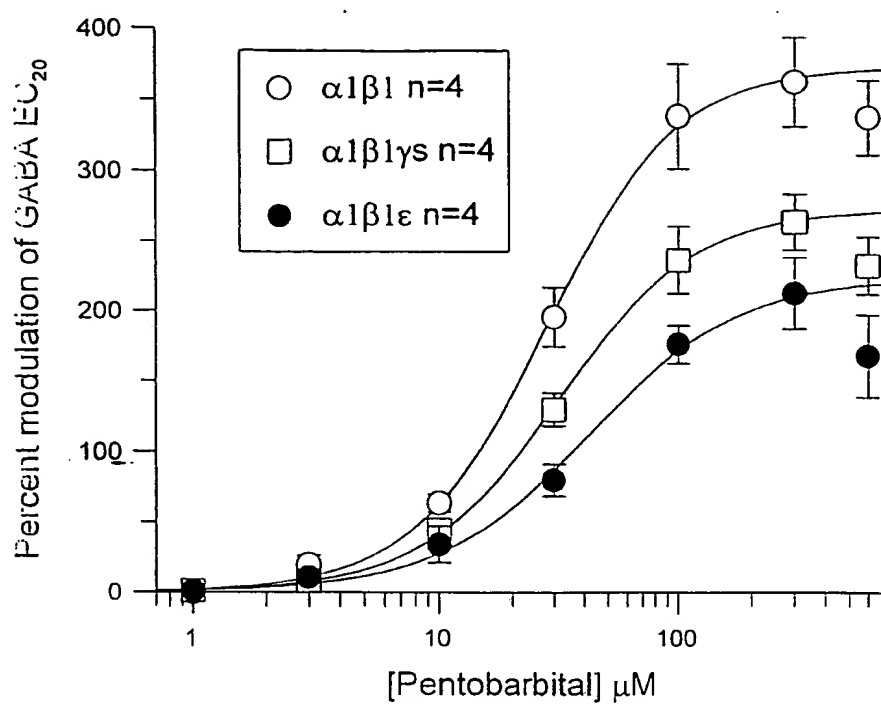 400
300
200
100
0
Percent modulation of GABA EC20
α1β1 n=4
α1β1γs n=4
α1β1ε n=4
1
10
100
[Pentobarbital] μM